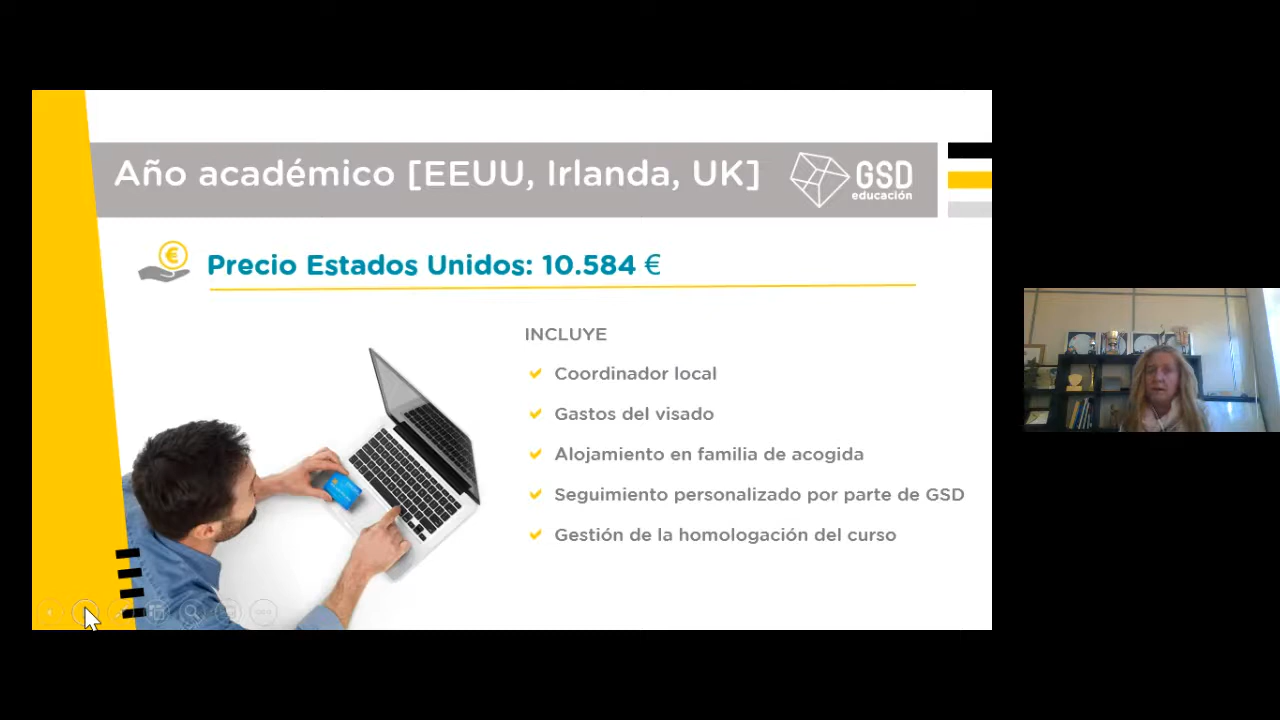 Año académico [EEUU, Irlanda, UK]
GSD
educación
€
Precio Estados Unidos: 10.584 €
INCLUYE
Coordinador local
Gastos del visado
Alojamiento en familia de acogida
Seguimiento personalizado por parte de GSD
Gestión de la homologación del curso